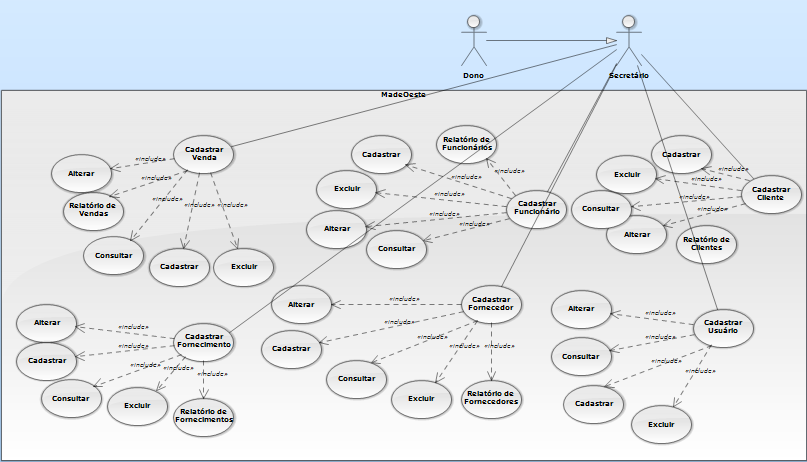 Dono
Secretário
MadeOeste
Cadastrar
Venda
«include»
«include»
«include»
«include»
«include»
Alterar
Relatório de
Vendas
Consultar
Cadastrar
Excluir
Relatório de
Funcionários
Cadastrar
Excluir
Alterar
Consultar
Cadastrar
Funcionário
«include»
«include»
«include»
«include»
«include»
Cadastrar
Excluir
Consultar
Alterar
Relatório de
Clientes
Cadastrar
Cliente
«include»
«include»
«include»
«include»
Alterar
Cadastrar
Consultar
Excluir
Relatório de
Fornecimentos
Cadastrar
Fornecimento
«include»
«include»
«include»
«include»
«include»
Alterar
Cadastrar
Consultar
Excluir
Relatório de
Fornecedores
Cadastrar
Fornecedor
«include»
«include»
«include»
«include»
«include»
Alterar
Consultar
Cadastrar
Excluir
Cadastrar
Usuário
«include»
«include»
«include»
«include»